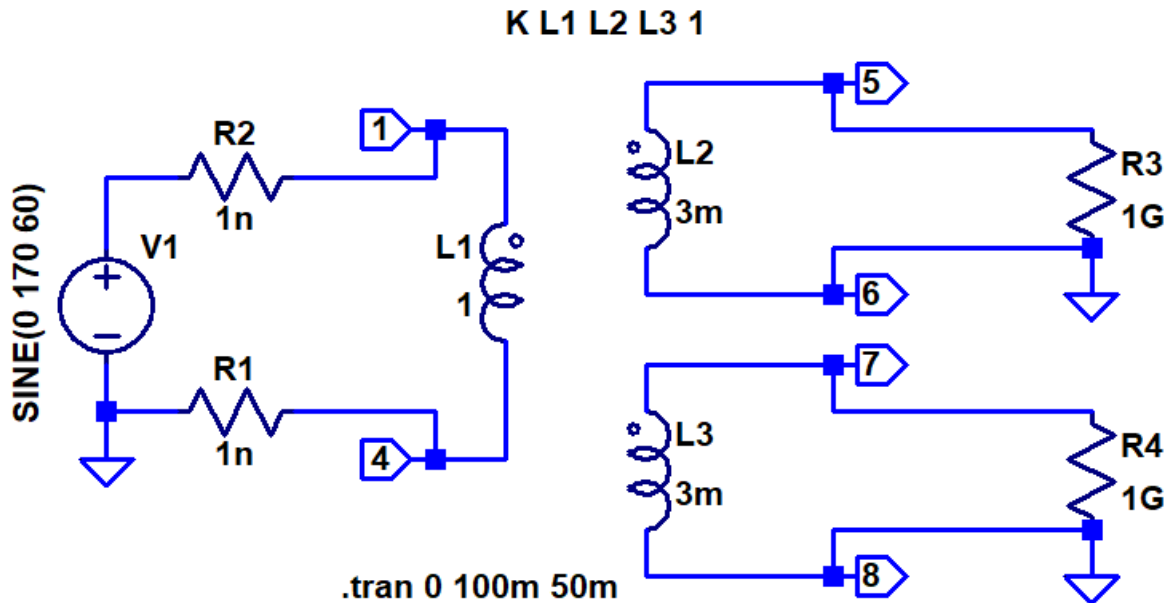 K L1 L2 L3 1
SINE(0 170 60)
V1
R2
1n
R1
1n
1
4
L1
1
L2
3m
5
6
R3
1G
L3
3m
7
8
R4
1G
.tran 0 100m 50m